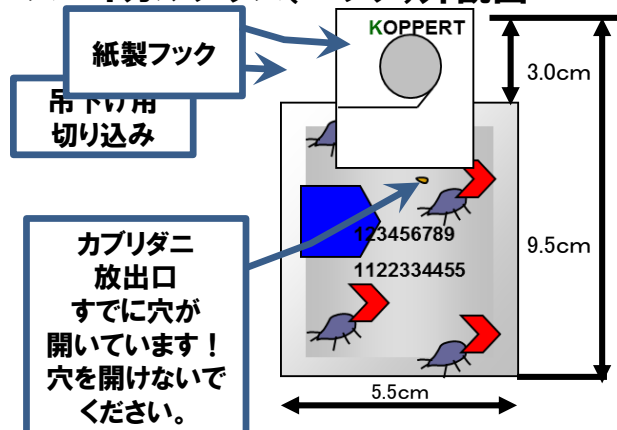 紙製フック
吊下げ用
切り込み
KOPPERT
3.0cm
カブリダニ
放出口
すでに穴が
開いています！
穴を開けないで
ください。
123456789
1122334455
9.5cm
5.5cm